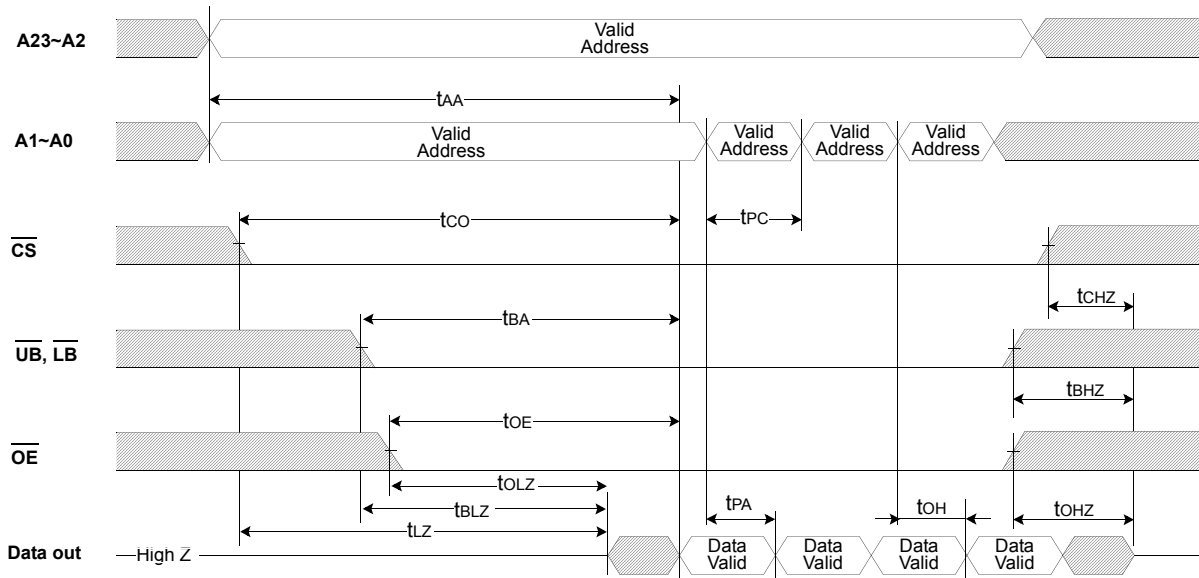 A23~A2
Valid
Address
tAA
A1~A0
Valid
Address
Valid
Address
Valid
Address
Valid
Address
tCO
tPC
CS
tCHZ
tBA
UB, LB
tBHZ
tOE
OE
tOLZ
tBLZ
tPA
tOH
tOHZ
tLZ
Data out
High Z
Data
Valid
Data
Valid
Data
Valid
Data
Valid